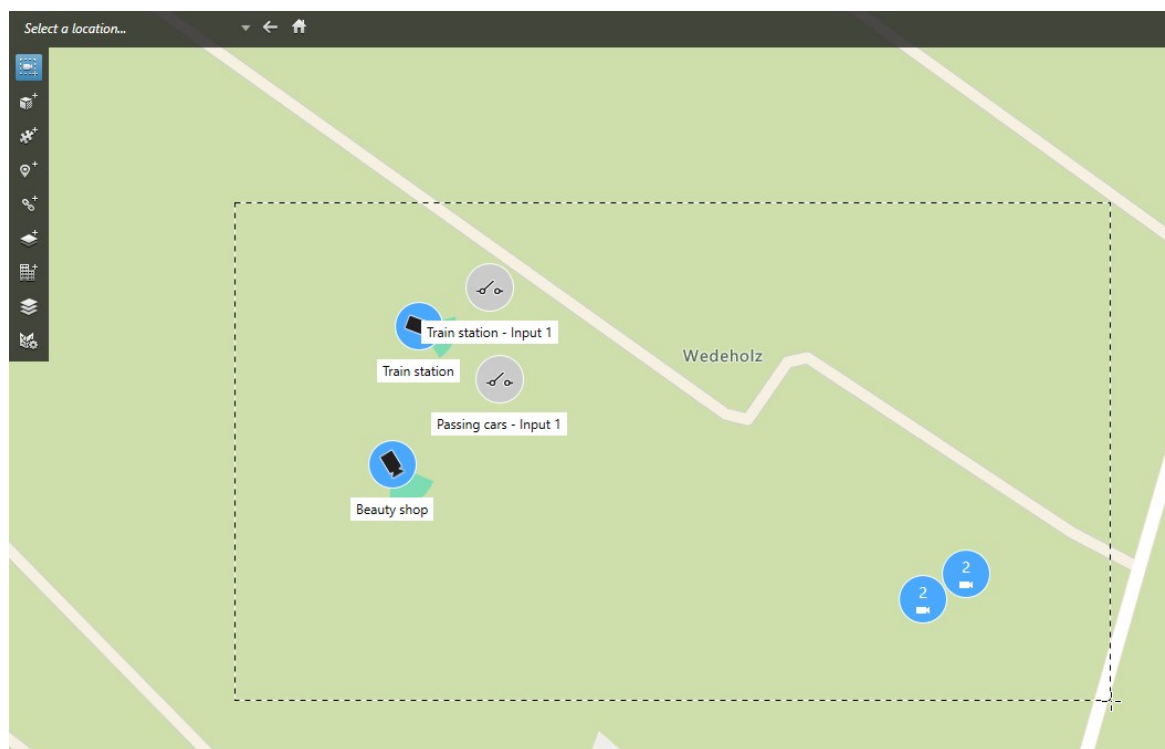 Select a location...
Train station - Input 1
Wedeholz
Train station
Passing cars - Input 1
Beauty shop
2
2